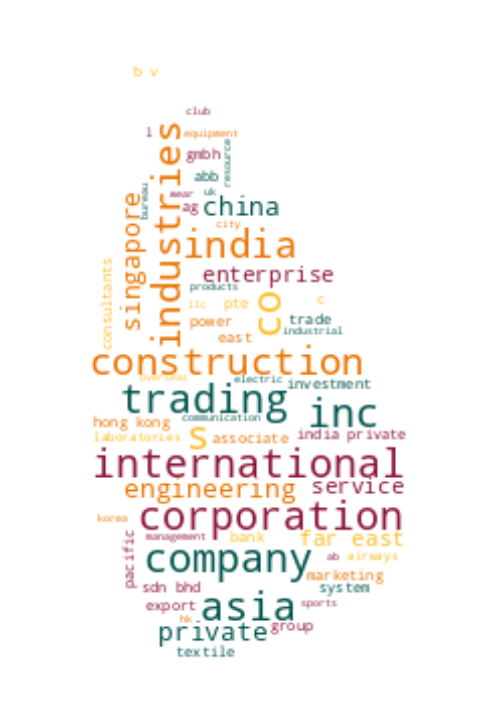 b v
club
l
equipment
industries
gmbh
resource
abb
uk
bureau
wear
ag
china
singapore
city
india
enterprise
consultants
products
co
llc
pte
c
power
trade
industrial
east
construction
overseas
electric
investment
trading
inc
communication
hong kong
s
laboratories
associate
india private
international
engineering
service
corporation
korea
management
bank
far east
pacific
company
ab
airways
marketing
sdn bhd
system
export
asia
sports
hk
private
group
textile